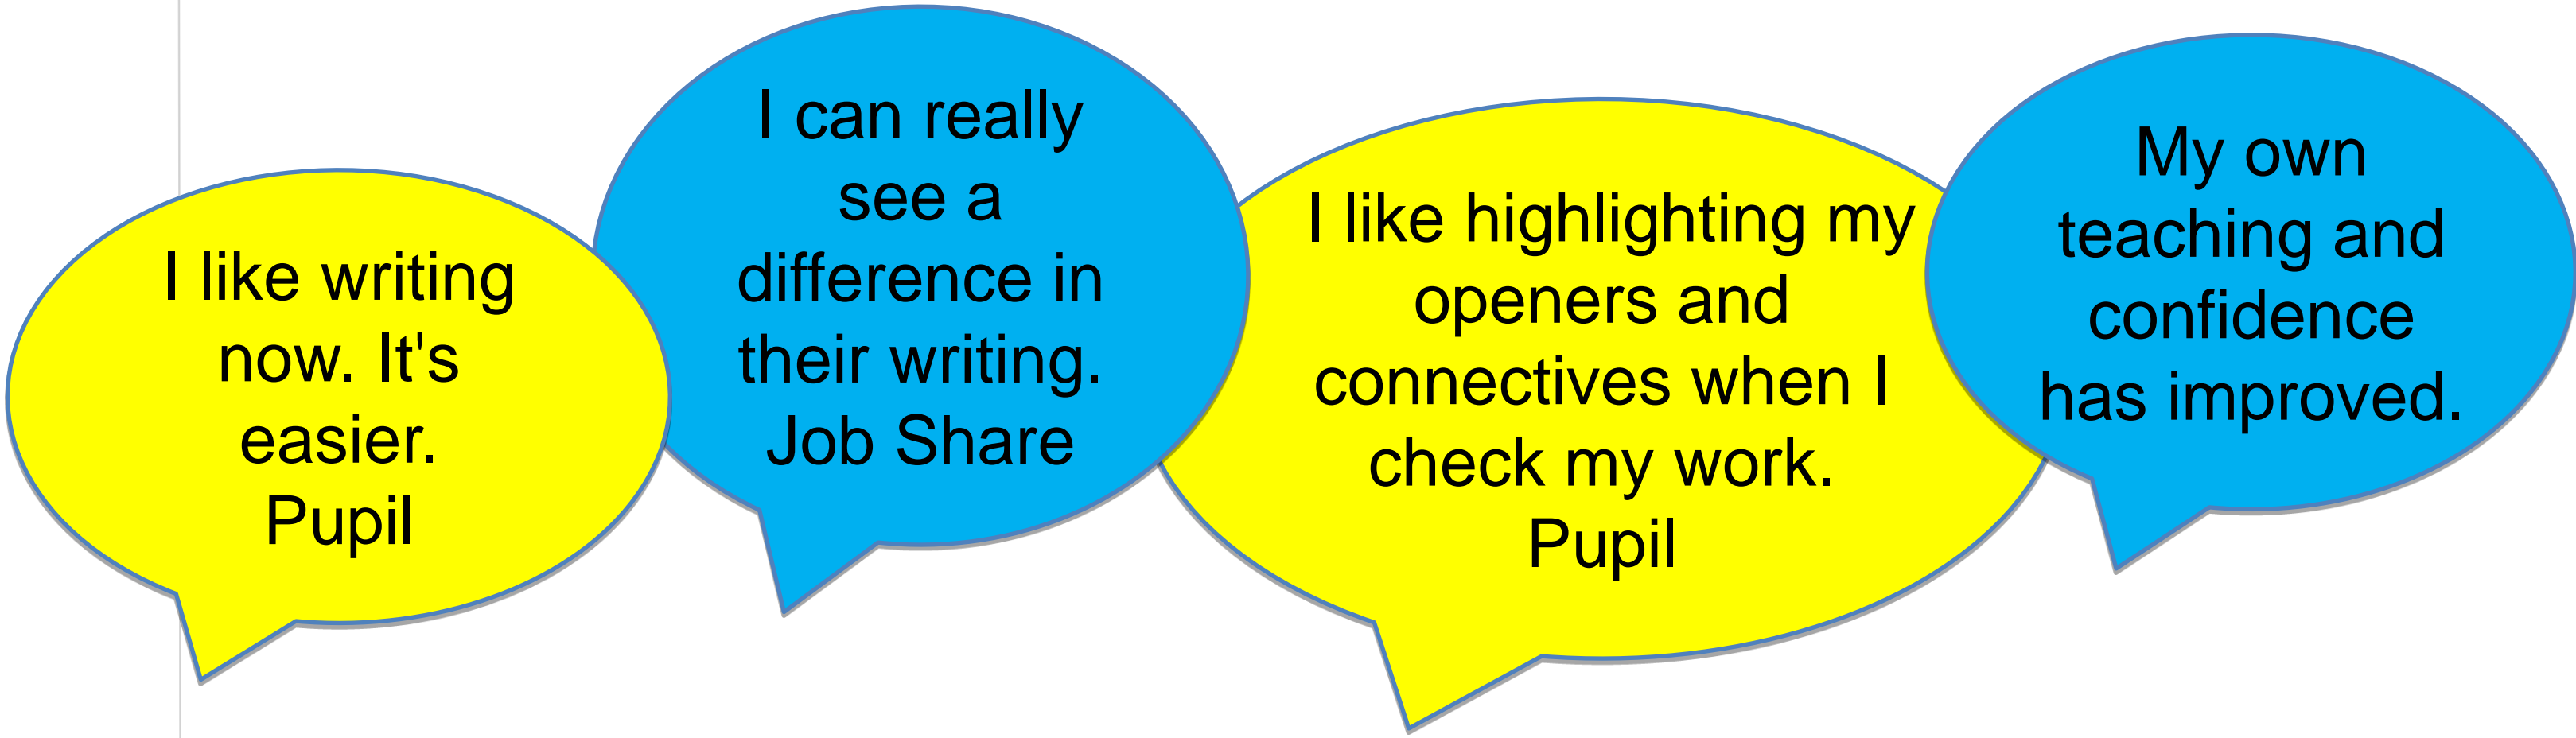 I like writing
now. It's
easier.
Pupil
I can really
see a
difference in
their writing.
Job Share
I like highlighting my
openers and
connectives when I
check my work.
Pupil
My own
teaching and
confidence
has improved.